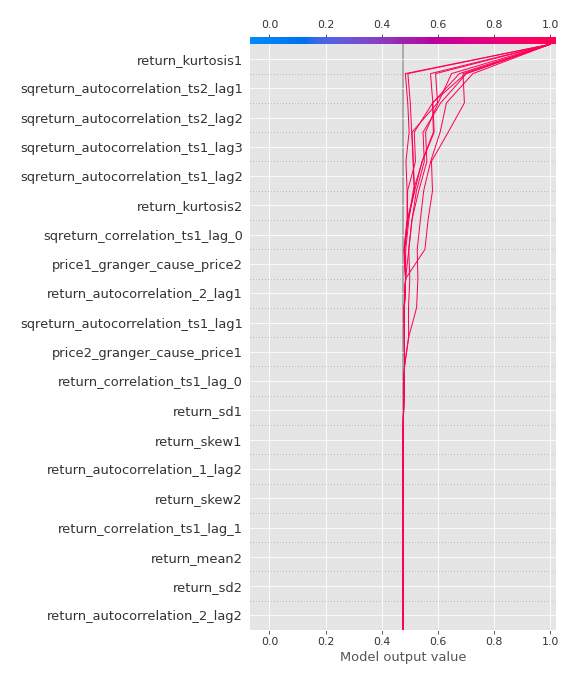 0.0 0.2 0.4 0.6 0.8 1.0
return_kurtosis1
sqreturn_autocorrelation_ts2_lag1
sqreturn_autocorrelation_ts2_lag2
sqreturn_autocorrelation_ts1_lag3
sqreturn_autocorrelation_ts1_lag2
return_kurtosis2
sqreturn_correlation_ts1_lag_0
price1_granger_cause_price2
return_autocorrelation_2_lag1
sqreturn_autocorrelation_ts1_lag1
price2_granger_cause_price1
return_correlation_ts1_lag_0
return_sd1
return_skew1
return_autocorrelation_1_lag2
return_skew2
return_correlation_ts1_lag_1
return_mean2
return_sd2
return_autocorrelation_2_lag2
0.0 0.2 0.4 0.6 0.8 1.0
Model output value